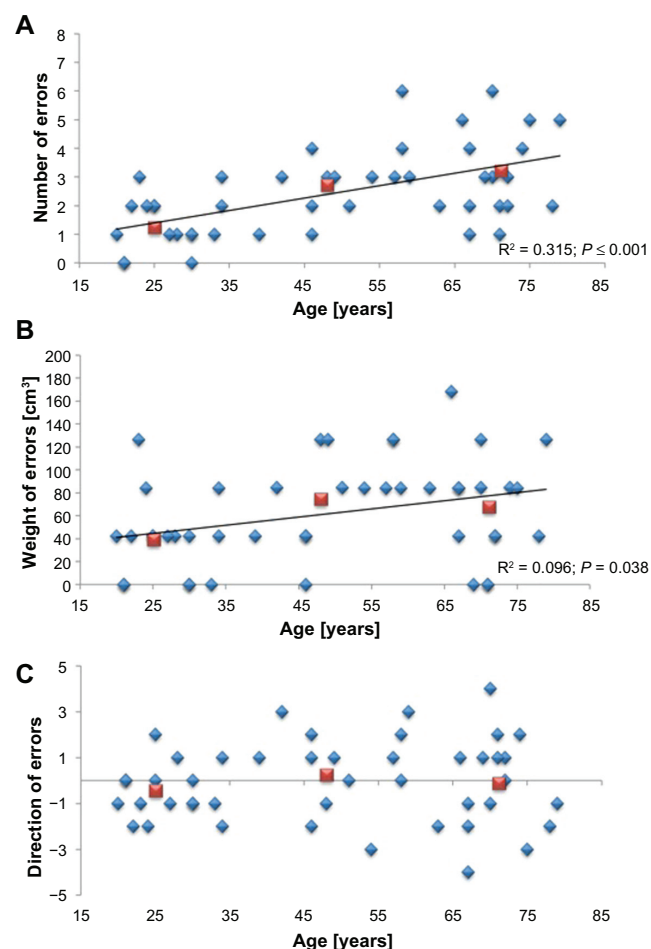 A
8
7
6
5
4
3
2
1
0
Number of errors
R² = 0.315; P ≤ 0.001
15 25 35 45 55 65 75 85
Age [years]
B
200
180
160
140
120
100
80
60
40
20
0
Weight of errors [cm³]
R² = 0.096; P = 0.038
15 25 35 45 55 65 75 85
Age [years]
C
5
3
1
−1
−3
−5
Direction of errors
15 25 35 45 55 65 75 85
Age [years]